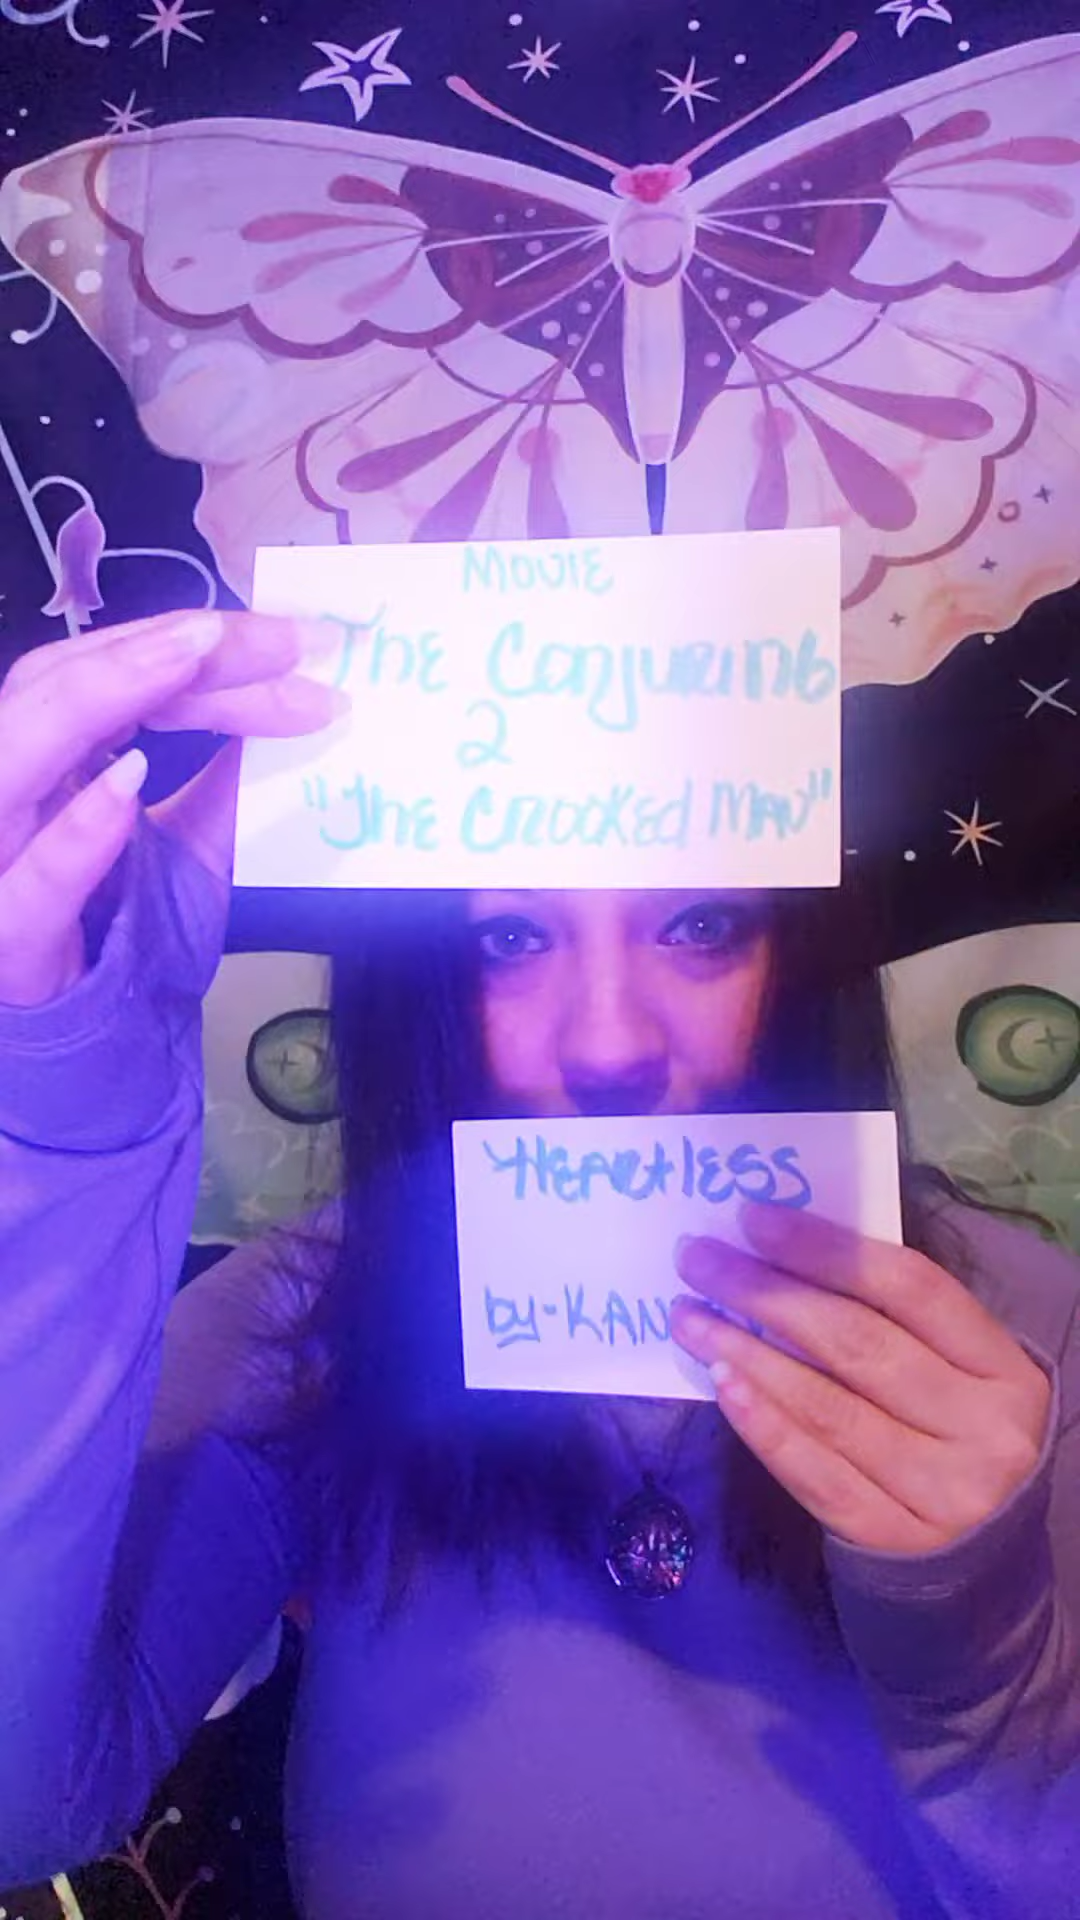 MOVIE
The Conjuring
2
"The Crooked Man"
HEARtlESS
by-KAN